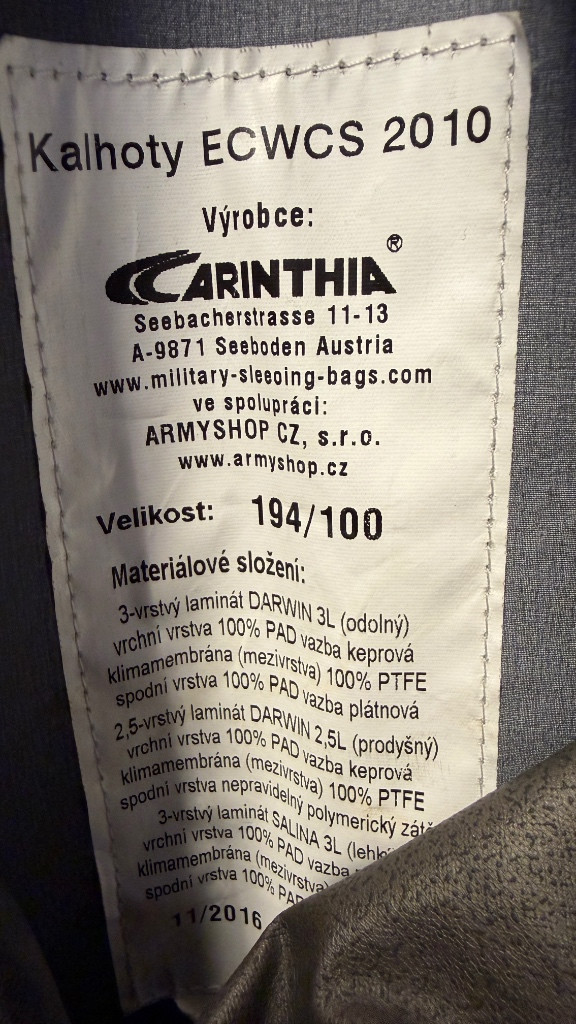 Kalhoty ECWCS 2010
Výrobce:
CARINTHIA®
Seebacherstrasse 11-13
A-9871 Seeboden Austria
www.military-sleeoing-bags.com
ve spolupráci:
ARMYSHOP CZ, s.r.o.
www.armyshop.cz
Velikost: 194/100
Materiálové složení:
3-vrstvý laminát DARWIN 3L (odolný)
vrchní vrstva 100% PAD vazba keprová
klimamembrána (mezivrstva) 100% PTFE
spodní vrstva 100% PAD vazba plátnová
2,5-vrstvý laminát DARWIN 2,5L (prodyšný)
vrchní vrstva 100% PAD vazba keprová
klimamembrána (mezivrstva) 100% PTFE
spodní vrstva nepravidelný polymerický
3-vrstvý laminát SALINA 3L
vrchní vrstva 100% PAD vazba
klimamembrána (mezivrstva)
spodní vrstva 100% PAD
11/2016